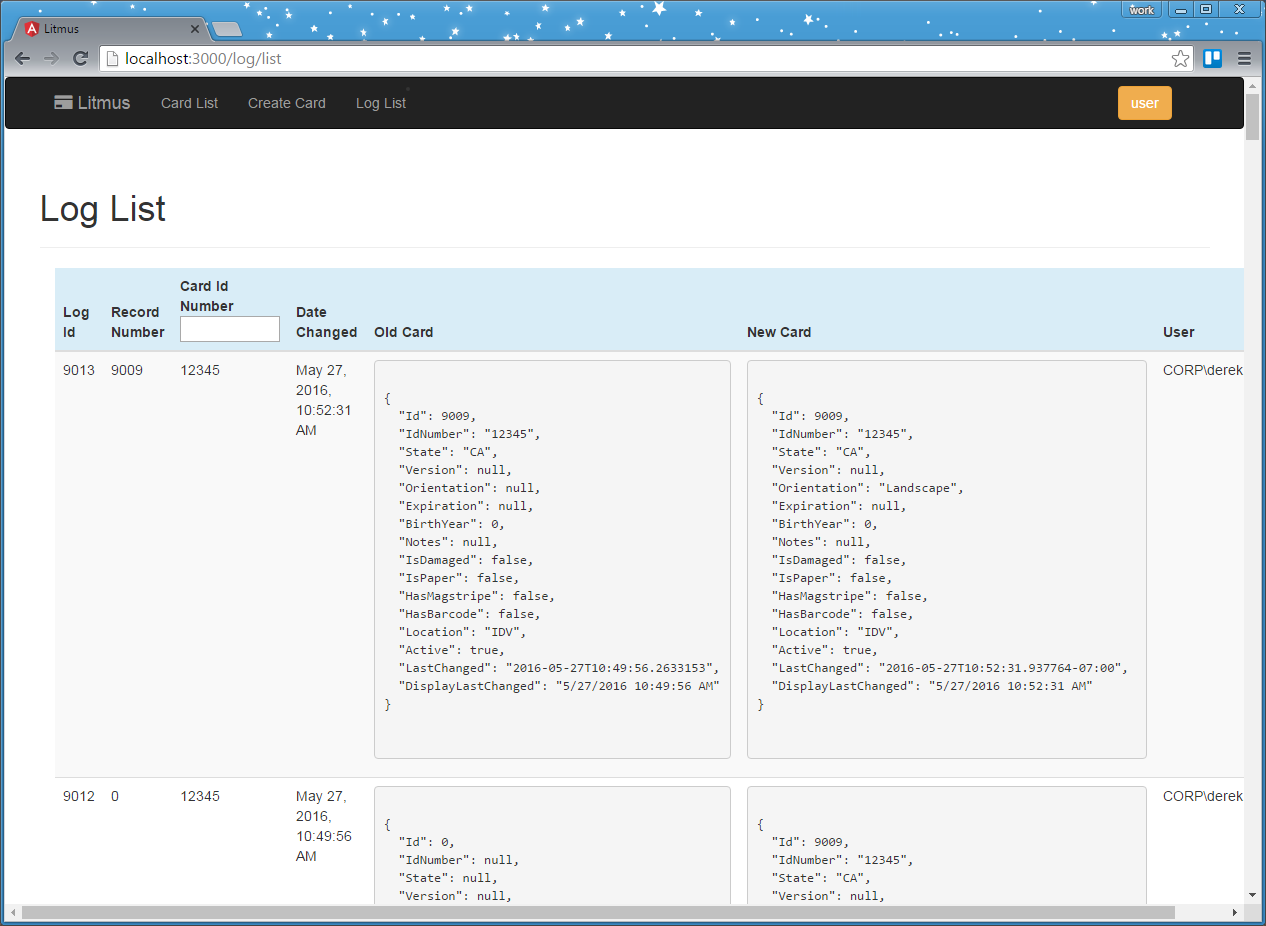 work
Litmus
localhost:3000/log/list
Litmus Card List Create Card Log List user
Log List
Log Id
Record Number
Card Id Number
Date Changed
Old Card
New Card
User
9013
9009
12345
May 27,
2016,
10:52:31
AM
{
"Id": 9009,
"IdNumber": "12345",
"State": "CA",
"Version": null,
"Orientation": null,
"Expiration": null,
"BirthYear": 0,
"Notes": null,
"IsDamaged": false,
"IsPaper": false,
"HasMagstripe": false,
"HasBarcode": false,
"Location": "IDV",
"Active": true,
"LastChanged": "2016-05-27T10:49:56.2633153",
"DisplayLastChanged": "5/27/2016 10:49:56 AM"
}
{
"Id": 9009,
"IdNumber": "12345",
"State": "CA",
"Version": null,
"Orientation": "Landscape",
"Expiration": null,
"BirthYear": 0,
"Notes": null,
"IsDamaged": false,
"IsPaper": false,
"HasMagstripe": false,
"HasBarcode": false,
"Location": "IDV",
"Active": true,
"LastChanged": "2016-05-27T10:52:31.937764-07:00",
"DisplayLastChanged": "5/27/2016 10:52:31 AM"
}
CORP\derek
9012
0
12345
May 27,
2016,
10:49:56
AM
{
"Id": 0,
"IdNumber": null,
"State": null,
"Version": null,
{
"Id": 9009,
"IdNumber": "12345",
"State": "CA",
"Version": null,
CORP\derek